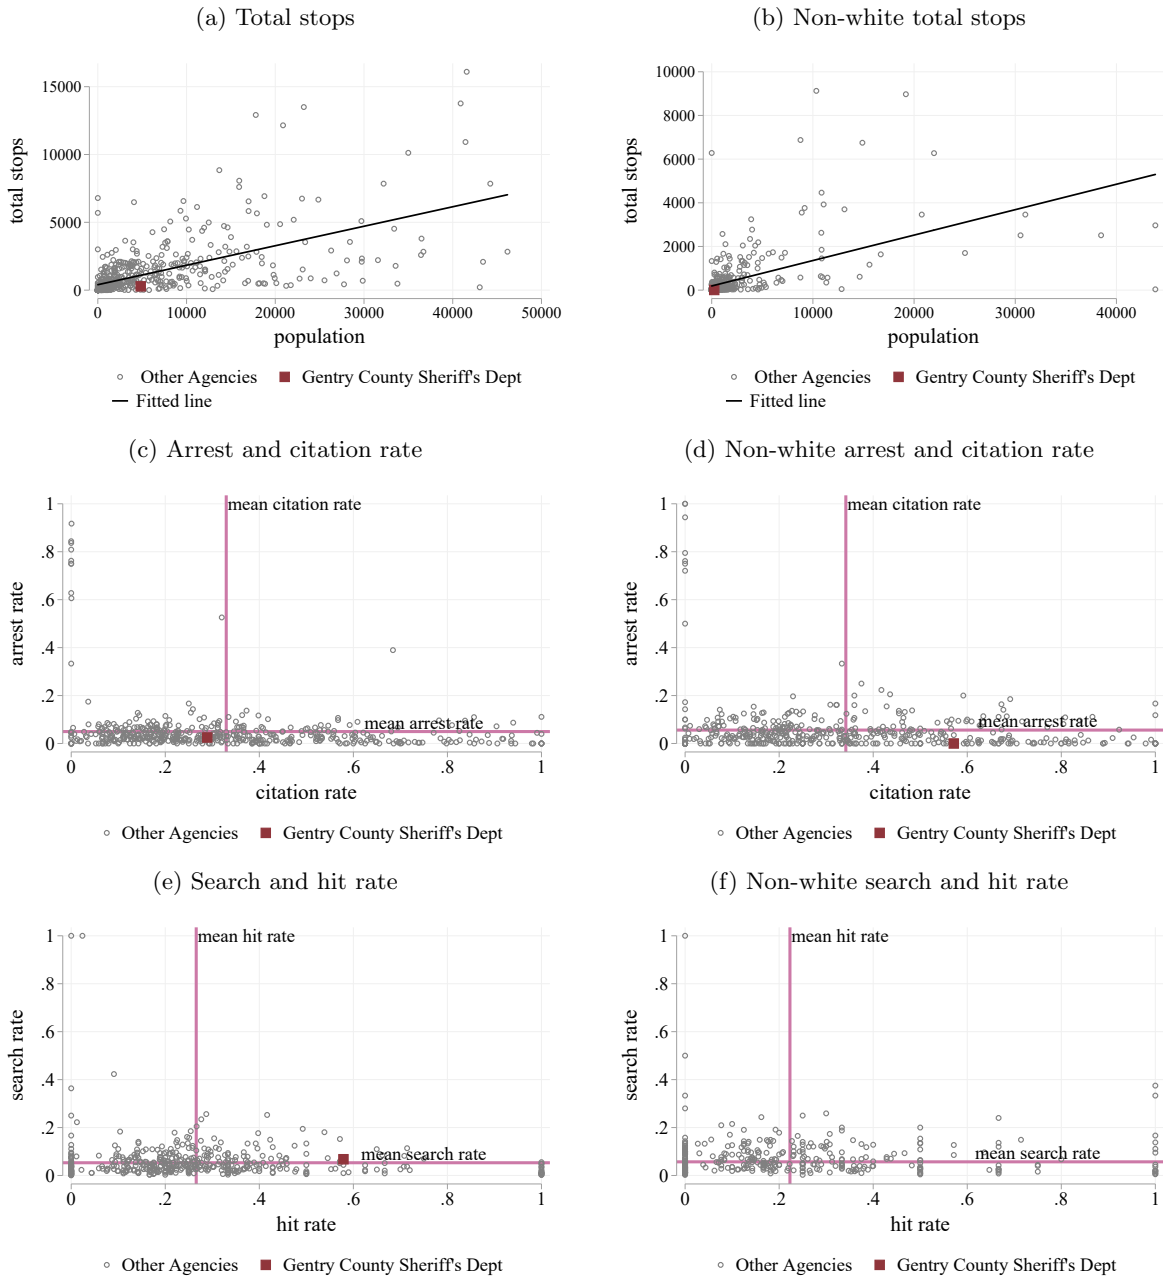 (a) Total stops
(b) Non-white total stops
total stops
15000
10000
5000
0
0 10000 20000 30000 40000 50000
population
Other Agencies Gentry County Sheriff's Dept
Fitted line
total stops
10000
8000
6000
4000
2000
0
0 10000 20000 30000 40000
population
Other Agencies Gentry County Sheriff's Dept
Fitted line
(c) Arrest and citation rate
(d) Non-white arrest and citation rate
arrest rate
1
.8
.6
.4
.2
0
mean citation rate
mean arrest rate
0 .2 .4 .6 .8 1
citation rate
Other Agencies Gentry County Sheriff's Dept
arrest rate
1
.8
.6
.4
.2
0
mean citation rate
mean arrest rate
0 .2 .4 .6 .8 1
citation rate
Other Agencies Gentry County Sheriff's Dept
(e) Search and hit rate
(f) Non-white search and hit rate
search rate
1
.8
.6
.4
.2
0
mean hit rate
mean search rate
0 .2 .4 .6 .8 1
hit rate
Other Agencies Gentry County Sheriff's Dept
search rate
1
.8
.6
.4
.2
0
mean hit rate
mean search rate
0 .2 .4 .6 .8 1
hit rate
Other Agencies Gentry County Sheriff's Dept